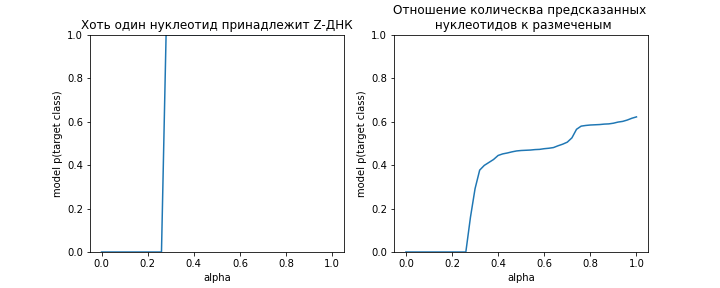 Хоть один нуклеотид принадлежит Z-ДНК
1.0
0.8
0.6
0.4
0.2
0.0
model p(target class)
0.0 0.2 0.4 0.6 0.8 1.0
alpha
Отношение колическва предсказанных
нуклеотидов к размеченым
1.0
0.8
0.6
0.4
0.2
0.0
model p(target class)
0.0 0.2 0.4 0.6 0.8 1.0
alpha